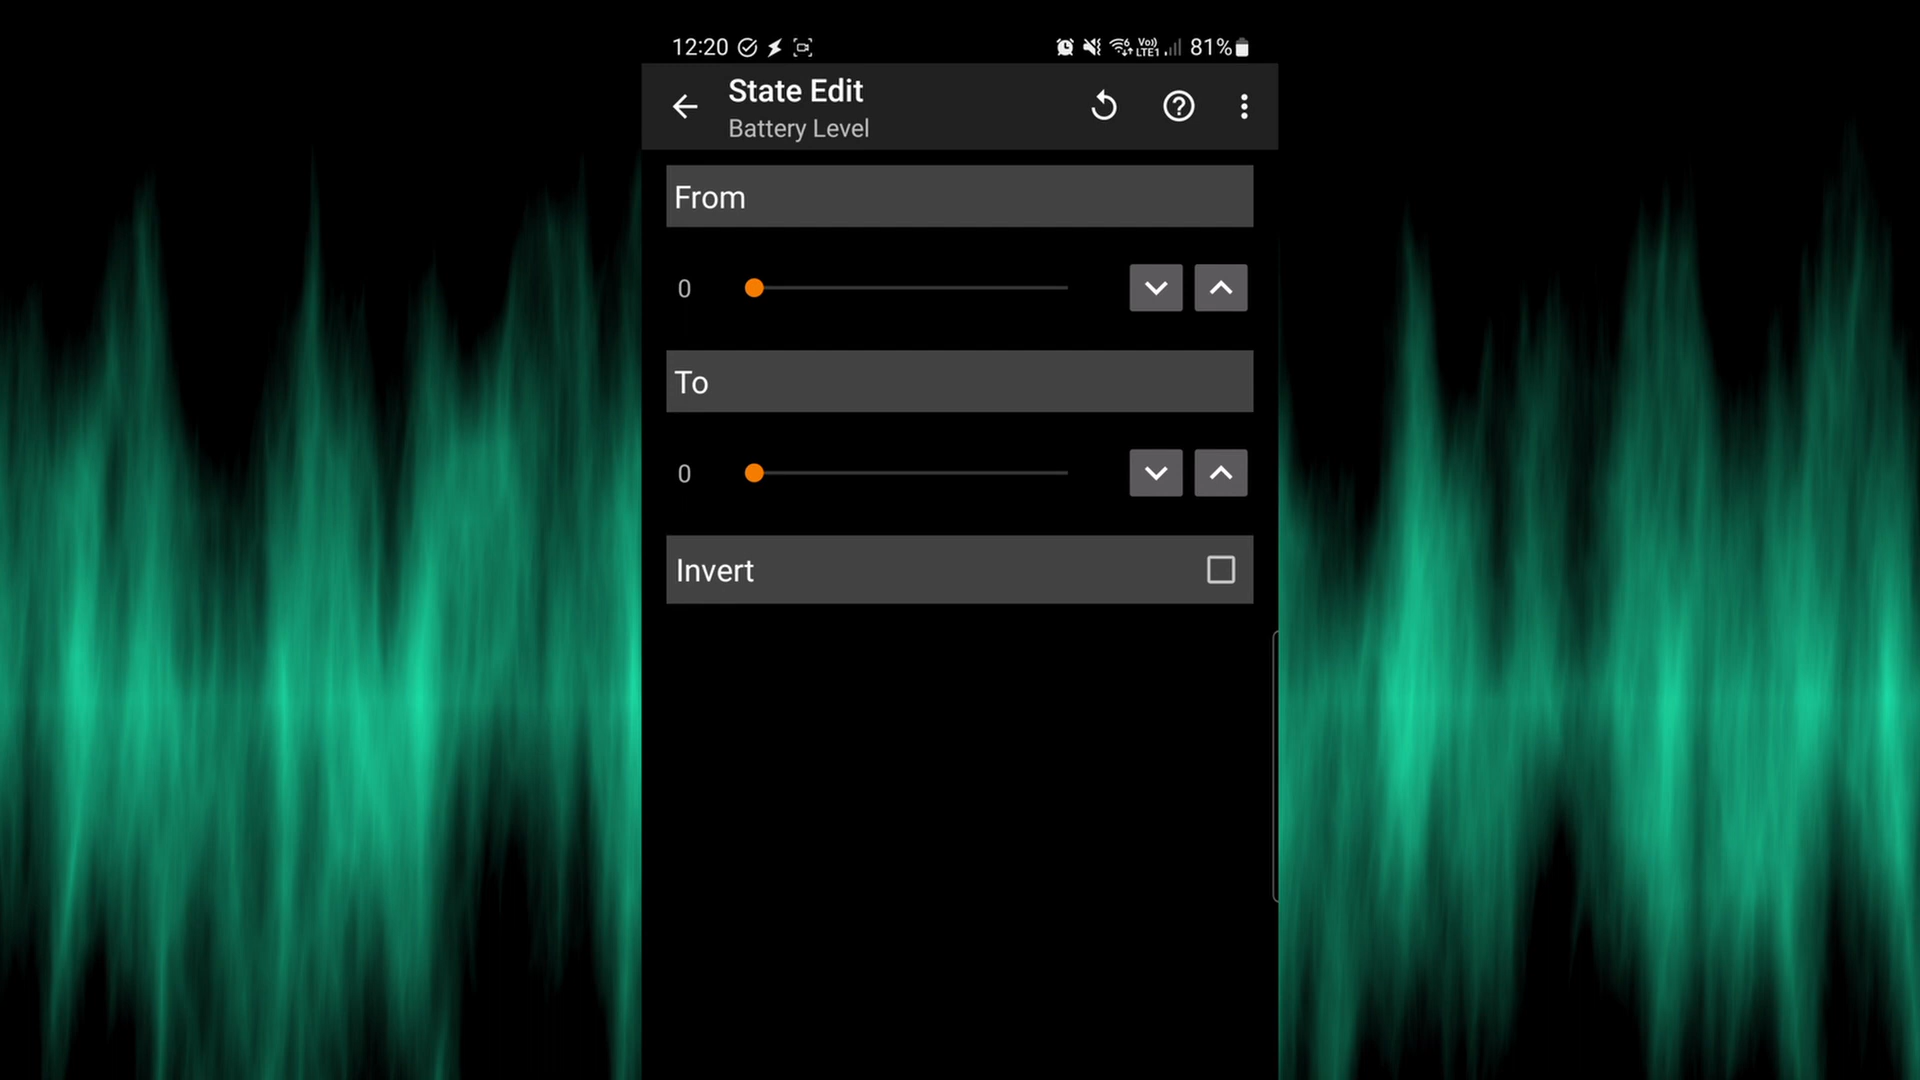 12:20 81%
State Edit
Battery Level
From
0
To
0
Invert